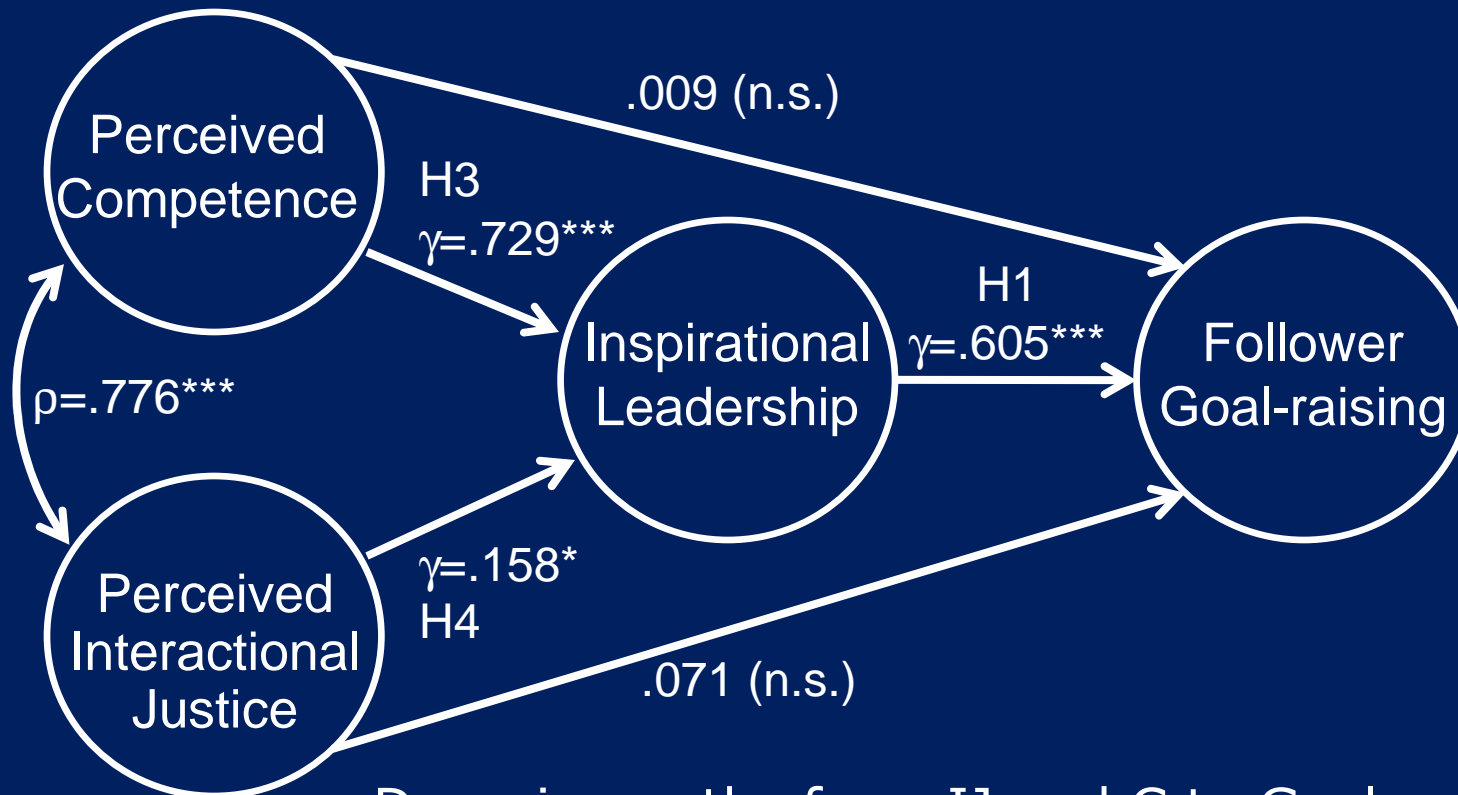 Perceived
Competence
.009 (n.s.)
H3
γ=.729***
Inspirational
Leadership
H1
γ=.605***
Follower
Goal-raising
ρ=.776***
Perceived
Interactional
Justice
γ=.158*
H4
.071 (n.s.)